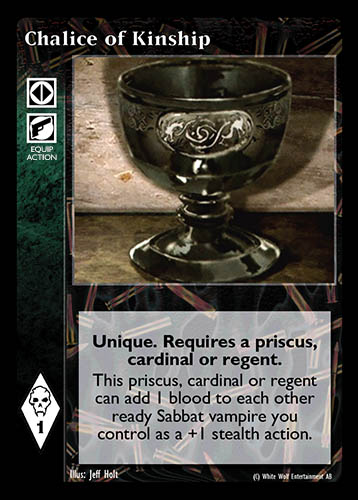 Chalice of Kinship
EQUIP
ACTION
Unique. Requires a priscus,
cardinal or regent.
This priscus, cardinal or regent
can add 1 blood to each other
ready Sabbat vampire you
control as a +1 stealth action.
1
Illus: Jeff Holt
(C) White Wolf Entertainment AB